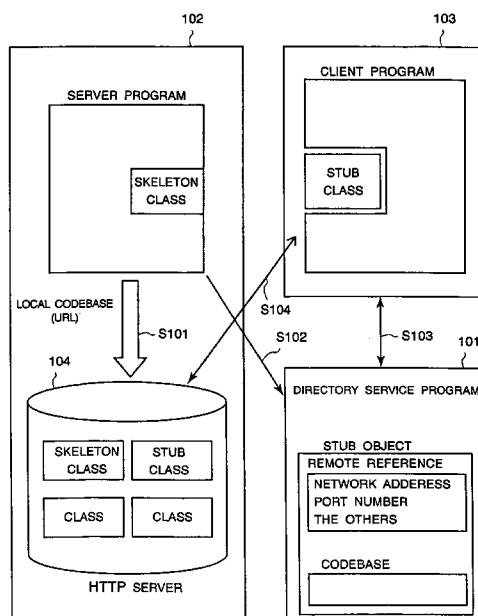 102
103
SERVER PROGRAM
SKELETON
CLASS
CLIENT PROGRAM
STUB
CLASS
LOCAL CODEBASE
(URL)
S101
S104
S102
S103
101
104
SKELETON
CLASS
STUB
CLASS
CLASS
CLASS
HTTP SERVER
DIRECTORY SERVICE PROGRAM
STUB OBJECT
REMOTE REFERENCE
NETWORK ADDERESS
PORT NUMBER
THE OTHERS
CODEBASE